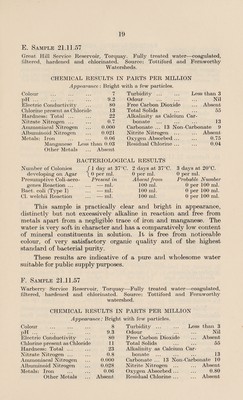 19
E. SAMPLE 21.11.57
Great Hill Service Reservoir, Torquay. Fully treated water—coagulated,
filtered, hardened and chlorinated. Source: Tottiford and Fernworthy
Watersheds.
CHEMICAL RESULTS IN PARTS PER MILLION
Appearance: Bright with a few particles.
Colour ... 7 Turbidity ... Less than 3
pH ... 9.2 Odour ... Nil
Electric Conductivity ... 80 Free Carbon Dioxide ... Absent
Chlorine present as Chloride 13 Total Solids ... 55
Hardness: Total ... 22 Alkalinity as Calcium Car-
Nitrate Nitrogen ... 0.7 bonate ... 13
Ammoniacal Nitrogen 0.000 Carbonate ... 13 Non-Carbonate 9
Albuminoid Nitrogen ... 0.021 Nitrite Nitrogen ... Absent
Metals: Iron ... 0.06 Oxygen Absorbed ... 0.75
Manganese Less than 0.03 Residual Chlorine ... 0.04
Other Metals ... Absent
BACTERIOLOGICAL RESULTS
Number of Colonies 1 day at 37°C. 2 days at 37°C. 3 days at 20°C.
developing on Agar 0 per ml. 0 per ml. 0 per ml.
Presumptive Coli-aero- Present in Absent from Probable Number
genes Reaction ... — ml. 100 ml. 0 per 100 ml.
Bact. coli (Type I) — ml. 100 ml. 0 per 100 ml.
Cl. welchii Reaction — ml. 100 ml. 0 per 100 ml.
This sample is practically clear and bright in appearance,
distinctly but not excessively alkaline in reaction and free from
metals apart from a negligible trace of iron and manganese. The
water is very soft in character and has a comparatively low content
of mineral constituents in solution. It is free from noticeable
colour, of very satisfactory organic quality and of the highest
standard of bacterial purity.
These results are indicative of a pure and wholesome water
suitable for public supply purposes.
F. SAMPLE 21.11.57
Warberry Service Reservoir, Torquay—Fully treated water—coagulated,
filtered, hardened and chlorinated. Source: Tottiford and Fernworthy
watershed.
CHEMICAL RESULTS IN PARTS PER MILLION
Appearance: Bright with few particles.
Colour ... 8 Turbidity ... Less than 3
pH ... 9.3 Odour ... Nil
Electric Conductivity ... 80 Free Carbon Dioxide ... Absent
Chlorine present as Chloride 11 Total Solids ... 55
Hardness: Total ... 23 Alkalinity as Calcium Car-
Nitrate Nitrogen ... 0.8 bonate ... 13
Ammoniacal Nitrogen 0.000 Carbonate ... 13 Non-Carbonate 10
Albuminoid Nitrogen 0.028 Nitrite Nitrogen ... Absent
Metals: Iron ... 0.06 Oxygen Absorbed ... 0.80
Other Metals Absent Residual Chlorine ... Absent